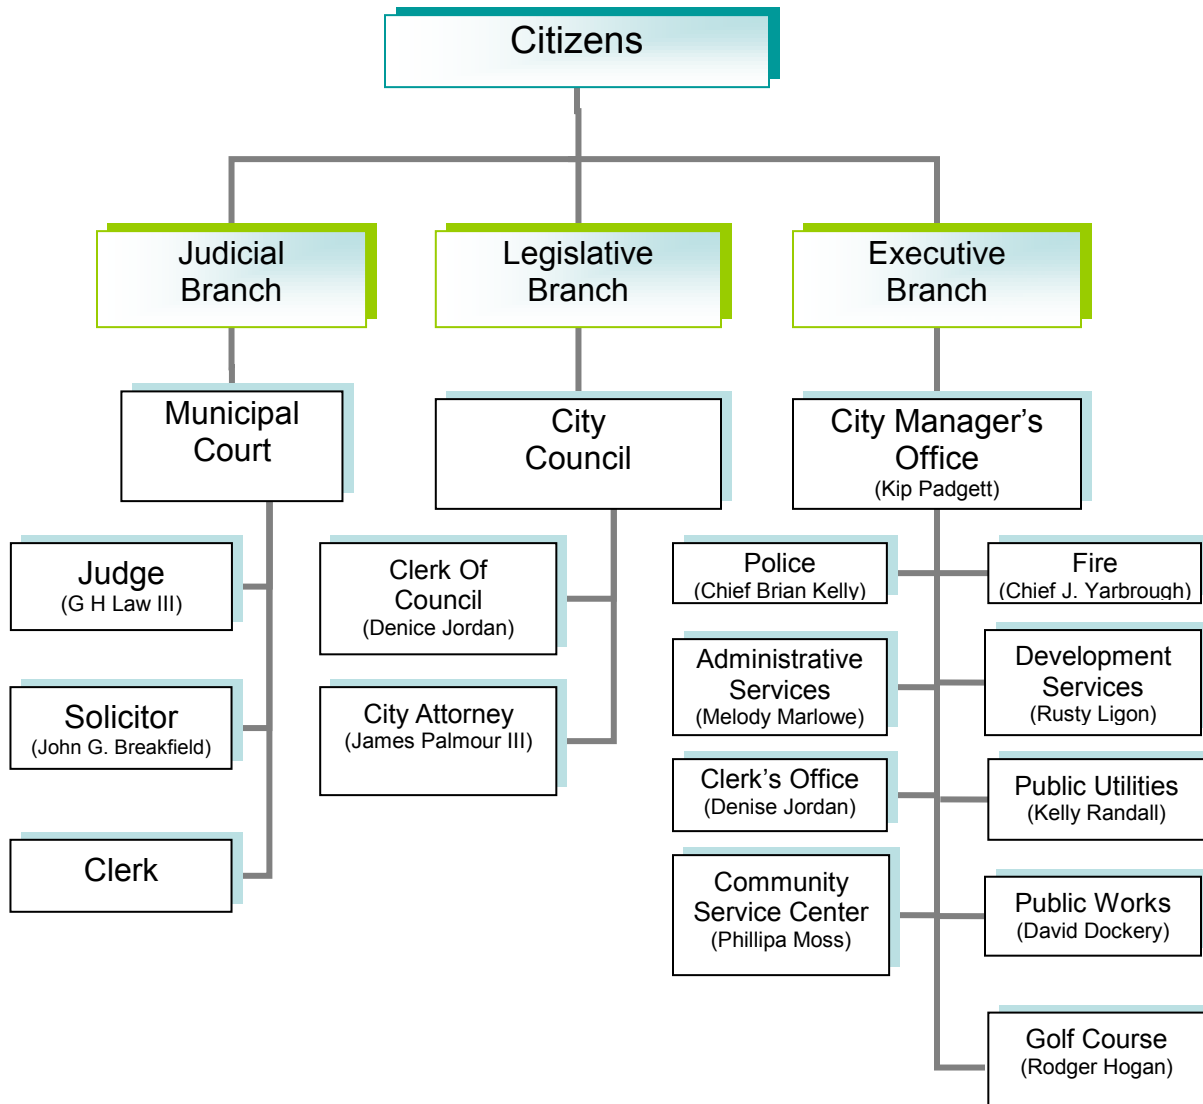 Citizens
Judicial
Branch
Legislative
Branch
Executive
Branch
Municipal
Court
City
Council
City Manager’s
Office
(Kip Padgett)
Judge
(G H Law III)
Solicitor
(John G. Breakfield)
Clerk
Clerk Of
Council
(Denice Jordan)
City Attorney
(James Palmour III)
Police
(Chief Brian Kelly)
Fire
(Chief J. Yarbrough)
Administrative
Services
(Melody Marlowe)
Development
Services
(Rusty Ligon)
Clerk’s Office
(Denise Jordan)
Public Utilities
(Kelly Randall)
Community
Service Center
(Phillipa Moss)
Public Works
(David Dockery)
Golf Course
(Rodger Hogan)